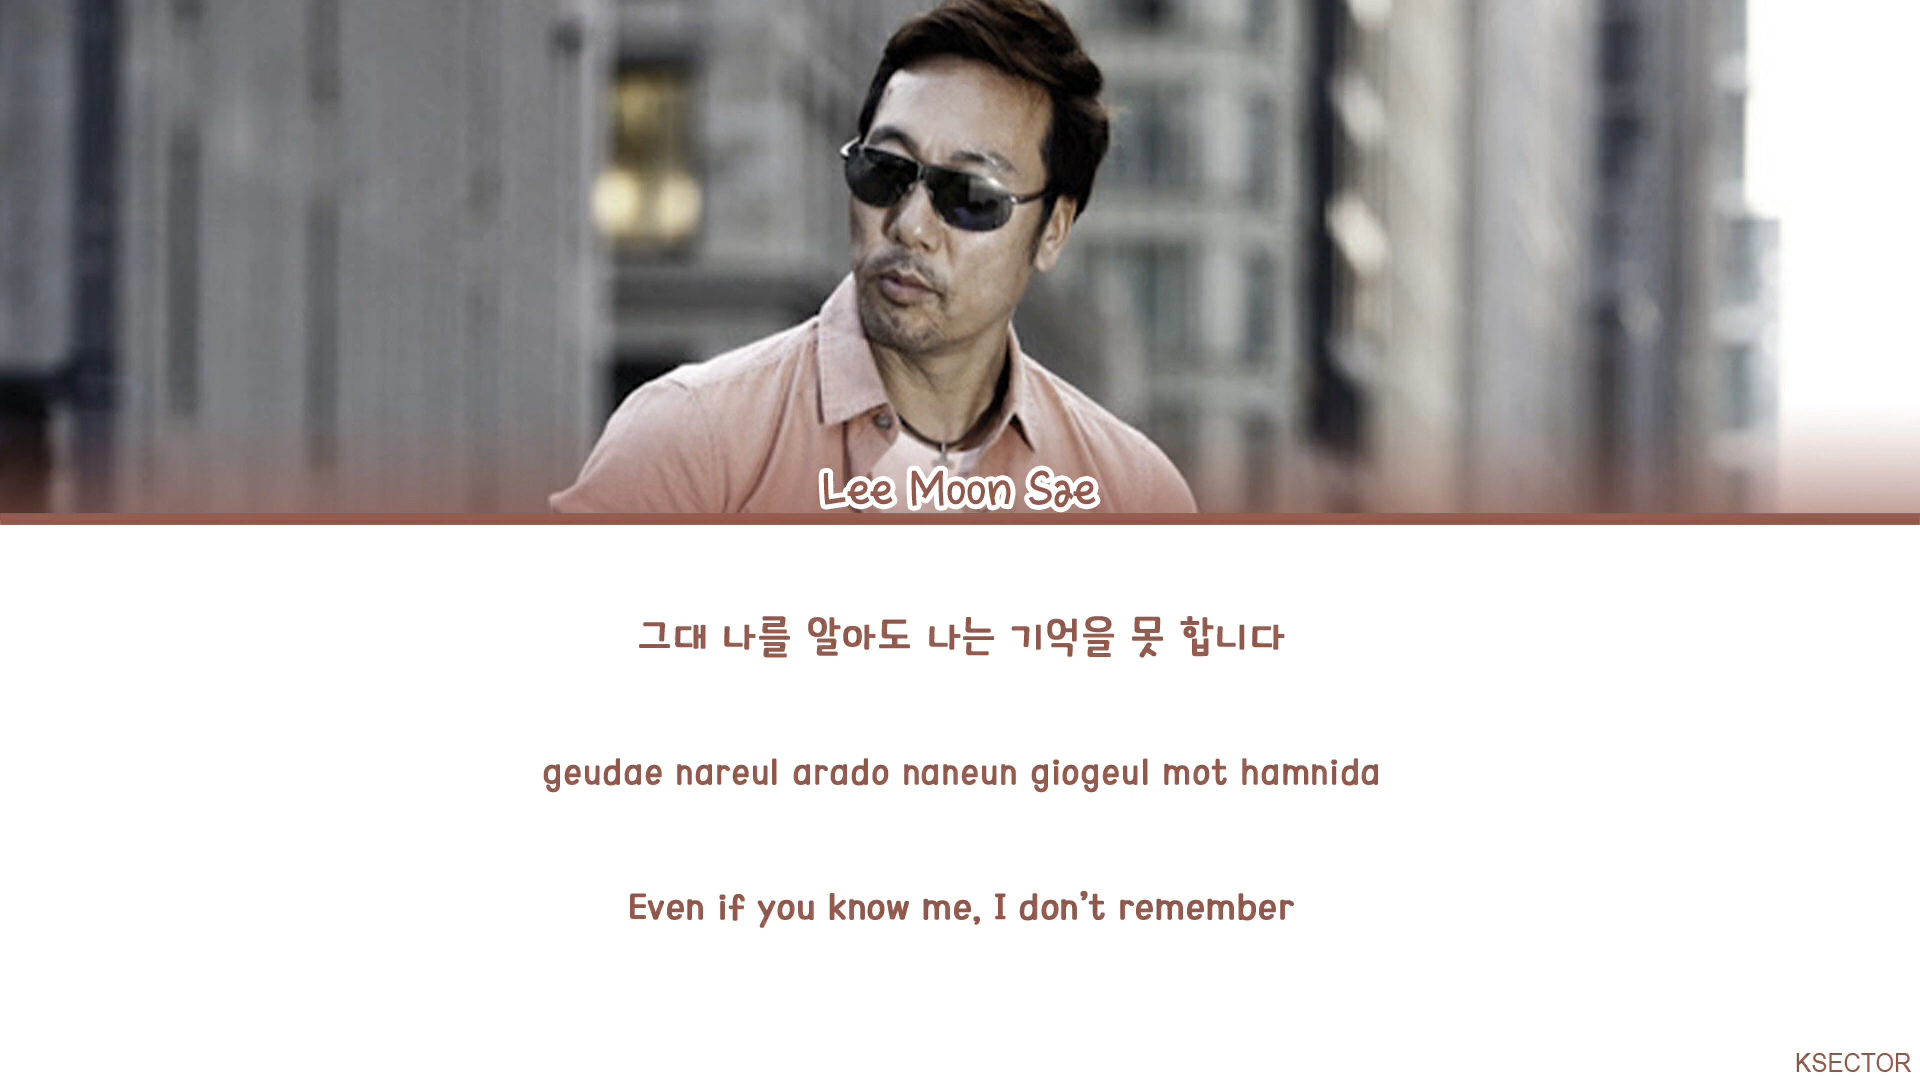 Lee Moon Sae
그대 나를 알아도 나는 기억을 못 합니다
geudae nareul arado naneun giogeul mot hamnida
Even if you know me, I don't remember
KSECTOR